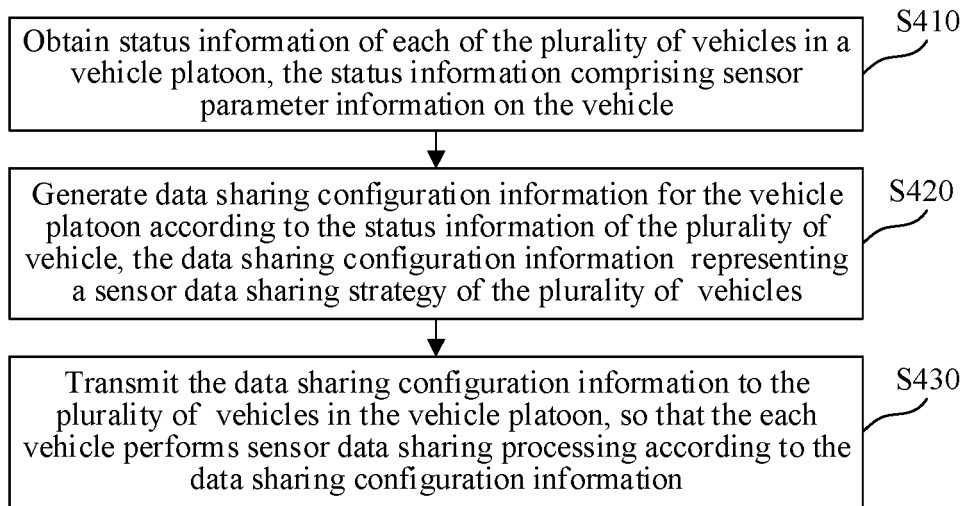 S410
Obtain status information of each of the plurality of vehicles in a
vehicle platoon, the status information comprising sensor
parameter information on the vehicle
S420
Generate data sharing configuration information for the vehicle
platoon according to the status information of the plurality of
vehicle, the data sharing configuration information representing
a sensor data sharing strategy of the plurality of vehicles
S430
Transmit the data sharing configuration information to the
plurality of vehicles in the vehicle platoon, so that the each
vehicle performs sensor data sharing processing according to the
data sharing configuration information